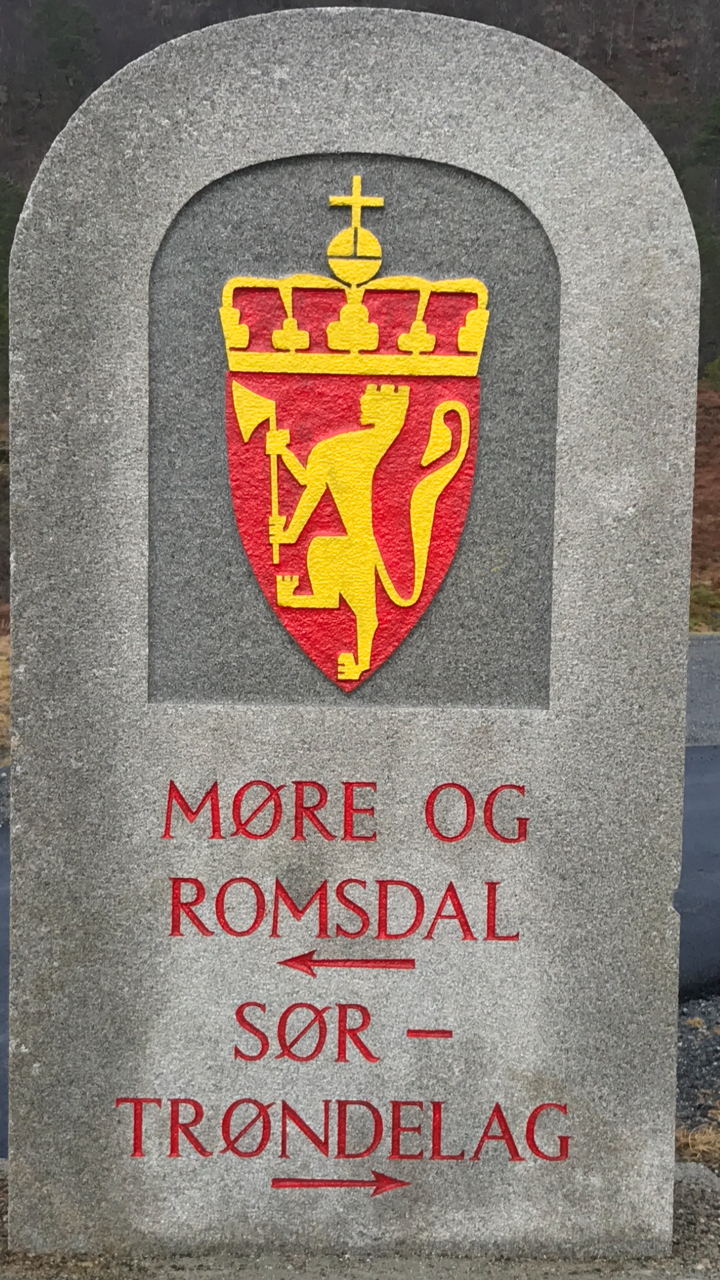 MØRE OG
ROMSDAL
SØR –
TRØNDELAG